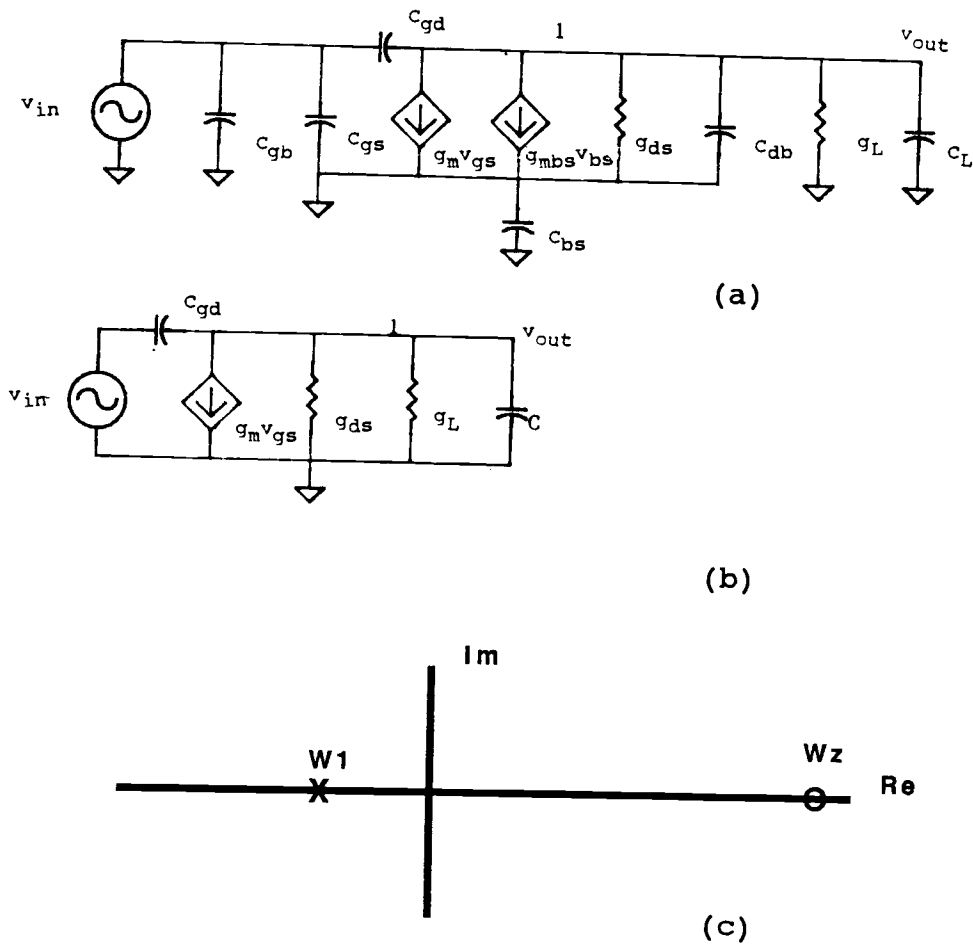 C_gd
1
v_out
v_in
C_gb
C_gs
g_m v_gs
g_mbs v_bs
g_ds
C_db
g_L
C_L
C_bs
(a)
C_gd
1
v_out
v_in
g_m v_gs
g_ds
g_L
C
(b)
Im
W1
Wz
Re
(c)